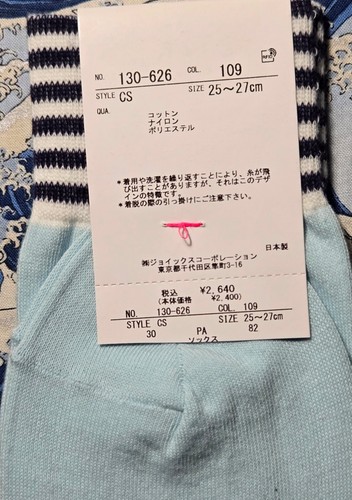 NO. 130-626 COL. 109
STYLE CS SIZE 25〜27cm
QUA. コットン
ナイロン
ポリエステル
*着用や洗濯を繰り返すことにより、糸が飛
び出すことがありますが、それはこのデザ
インの特徴です。
*着脱の際の引っ掛けにご注意下さい。
日本製
㈱ジョイックスコーポレーション
東京都千代田区隼町3-16
税込 ¥2,640
(本体価格 ¥2,400)
NO. 130-626 COL. 109
STYLE CS SIZE 25〜27cm
30 PA 82
ソックス